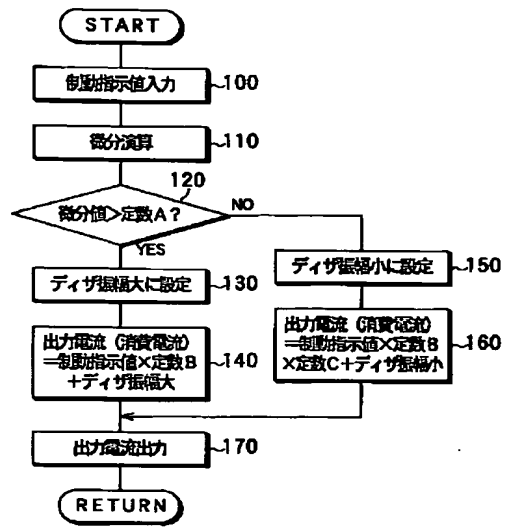 START
制動指示値入力
100
微分演算
110
120
微分値>定数A?
NO
YES
ディザ振幅大に設定
130
ディザ振幅小に設定
150
出力電流(消費電流)
=制動指示値×定数B
+ディザ振幅大
140
出力電流(消費電流)
=制動指示値×定数B
×定数C+ディザ振幅小
160
出力電流出力
170
RETURN